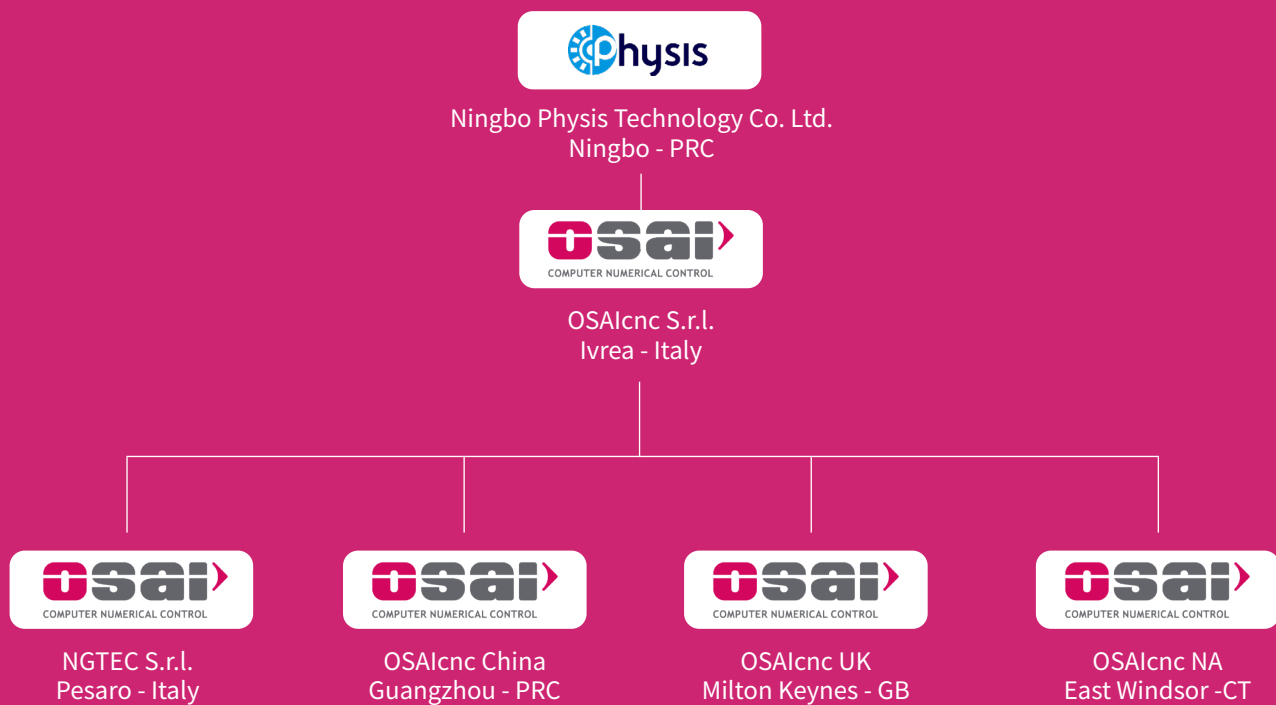 Physis
Ningbo Physis Technology Co. Ltd.
Ningbo - PRC
osai
COMPUTER NUMERICAL CONTROL
OSAIcnc S.r.l.
Ivrea - Italy
osai
COMPUTER NUMERICAL CONTROL
NGTEC S.r.l.
Pesaro - Italy
osai
COMPUTER NUMERICAL CONTROL
OSAIcnc China
Guangzhou - PRC
osai
COMPUTER NUMERICAL CONTROL
OSAIcnc UK
Milton Keynes - GB
osai
COMPUTER NUMERICAL CONTROL
OSAIcnc NA
East Windsor -CT